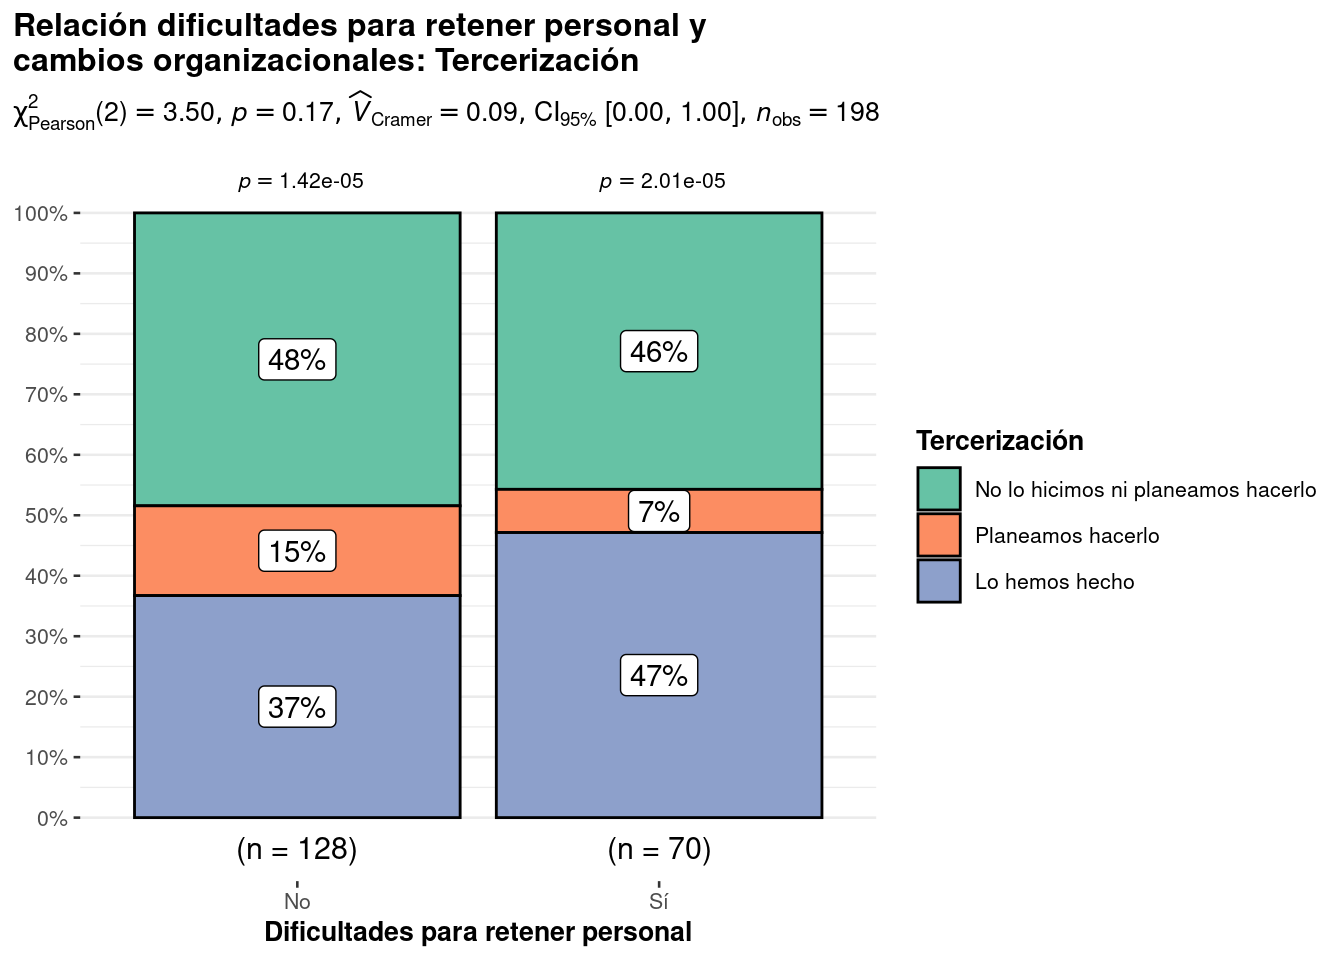 Relación dificultades para retener personal y
cambios organizacionales: Tercerización
χ²Pearson(2) = 3.50, p = 0.17, V̂Cramer = 0.09, CI95% [0.00, 1.00], nobs = 198
p = 1.42e-05
p = 2.01e-05
100%
90%
80%
70%
60%
50%
40%
30%
20%
10%
0%
48%
15%
37%
46%
7%
47%
(n = 128)
(n = 70)
No
Sí
Dificultades para retener personal
Tercerización
No lo hicimos ni planeamos hacerlo
Planeamos hacerlo
Lo hemos hecho